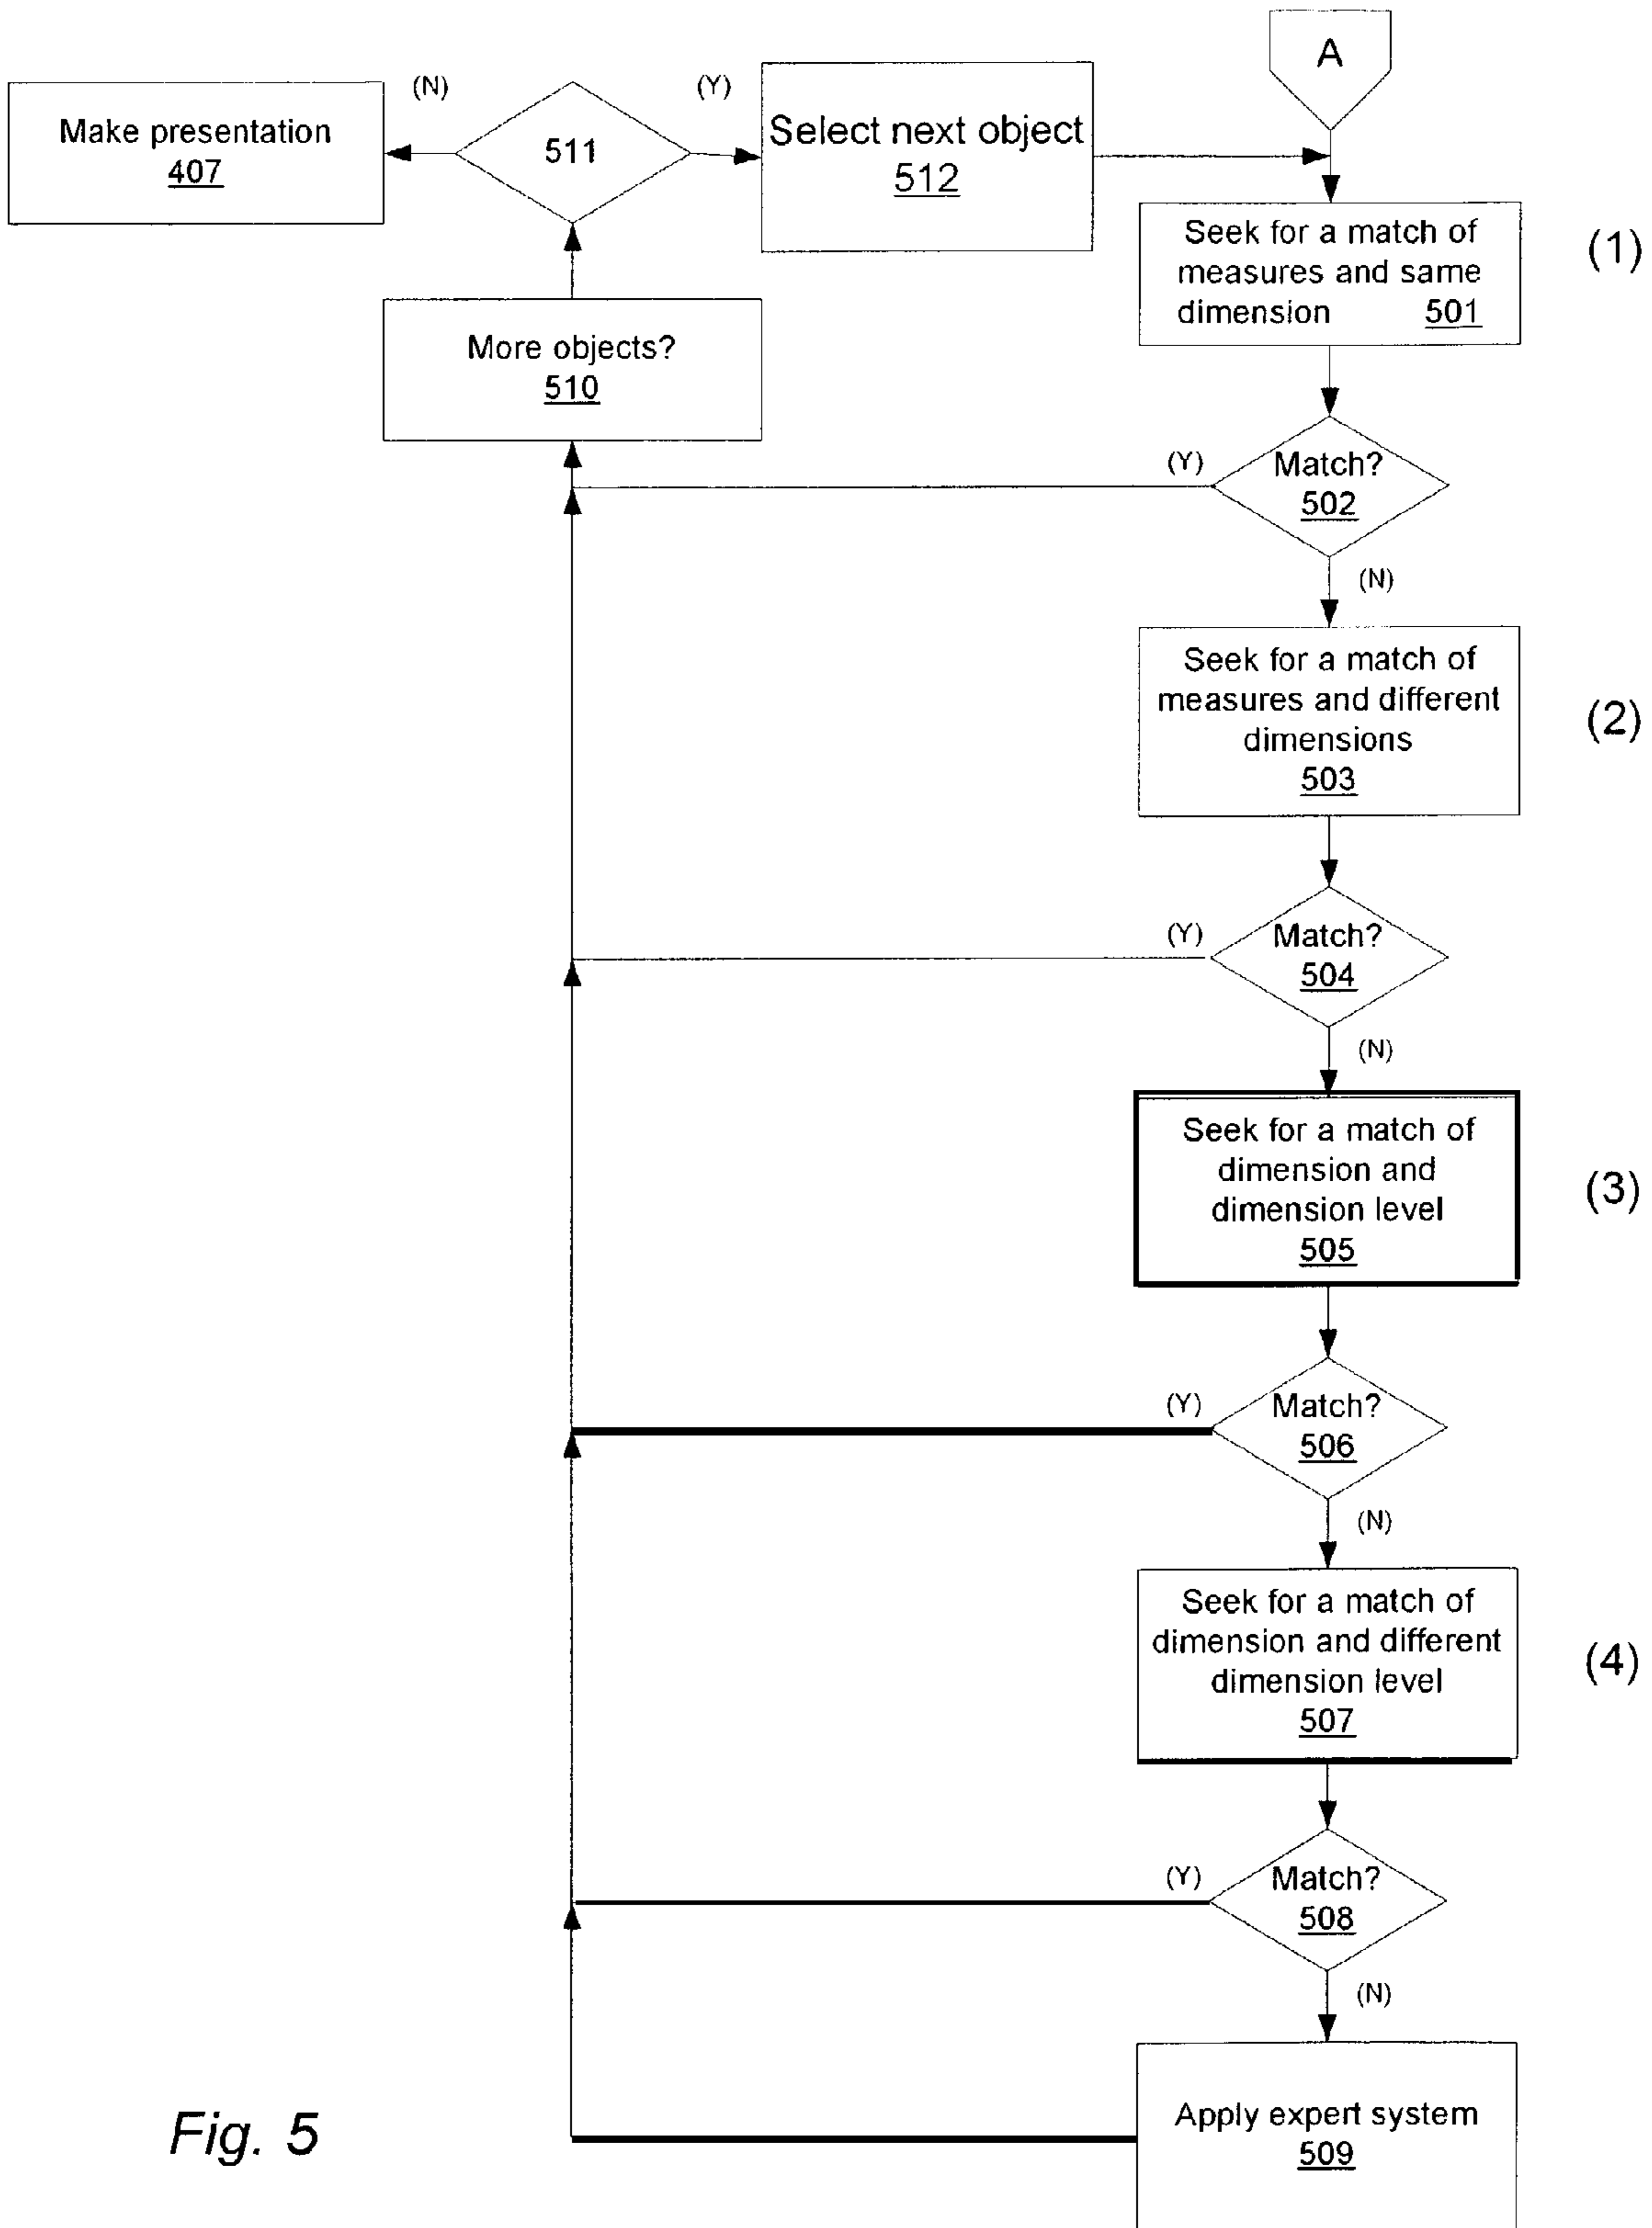 A
(N)
(Y)
Make presentation
407
511
Select next object
512
Seek for a match of
measures and same
dimension 501
(1)
More objects?
510
(Y)
Match?
502
(N)
Seek for a match of
measures and different
dimensions
503
(2)
(Y)
Match?
504
(N)
Seek for a match of
dimension and
dimension level
505
(3)
(Y)
Match?
506
(N)
Seek for a match of
dimension and different
dimension level
507
(4)
(Y)
Match?
508
(N)
Apply expert system
509
Fig. 5